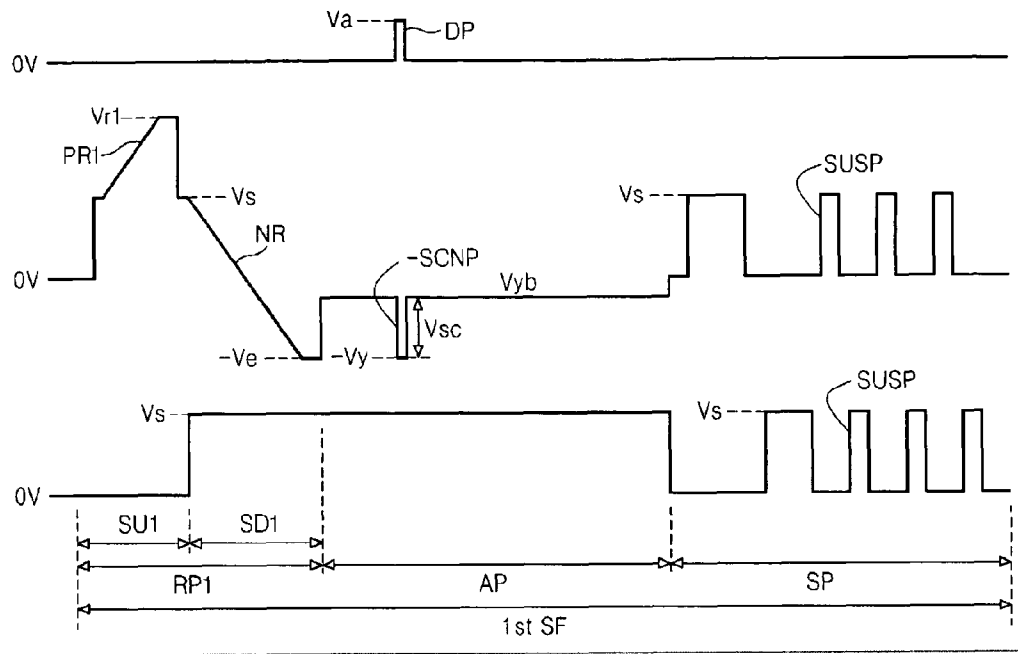 Va
DP
0V
Vr1
PR1
Vs
NR
-SCNP
Vyb
Vs
SUSP
0V
Vsc
-Ve
-Vy
SUSP
Vs
Vs
0V
SU1
SD1
RP1
AP
SP
1st SF